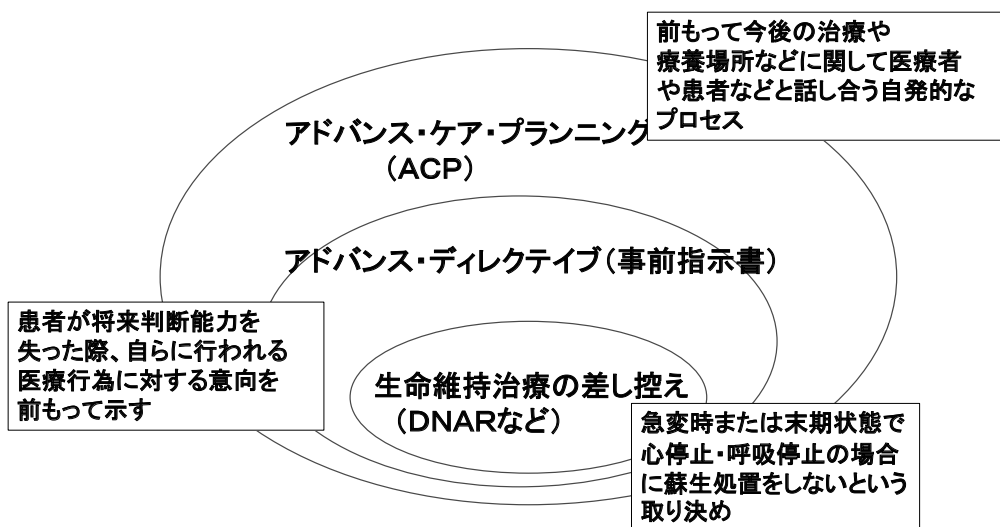 前もって今後の治療や
療養場所などに関して医療者
や患者などと話し合う自発的な
プロセス
アドバンス・ケア・プランニング
（ACP）
アドバンス・ディレクテイブ（事前指示書）
患者が将来判断能力を
失った際、自らに行われる
医療行為に対する意向を
前もって示す
生命維持治療の差し控え
（DNARなど）
急変時または末期状態で
心停止・呼吸停止の場合
に蘇生処置をしないという
取り決め